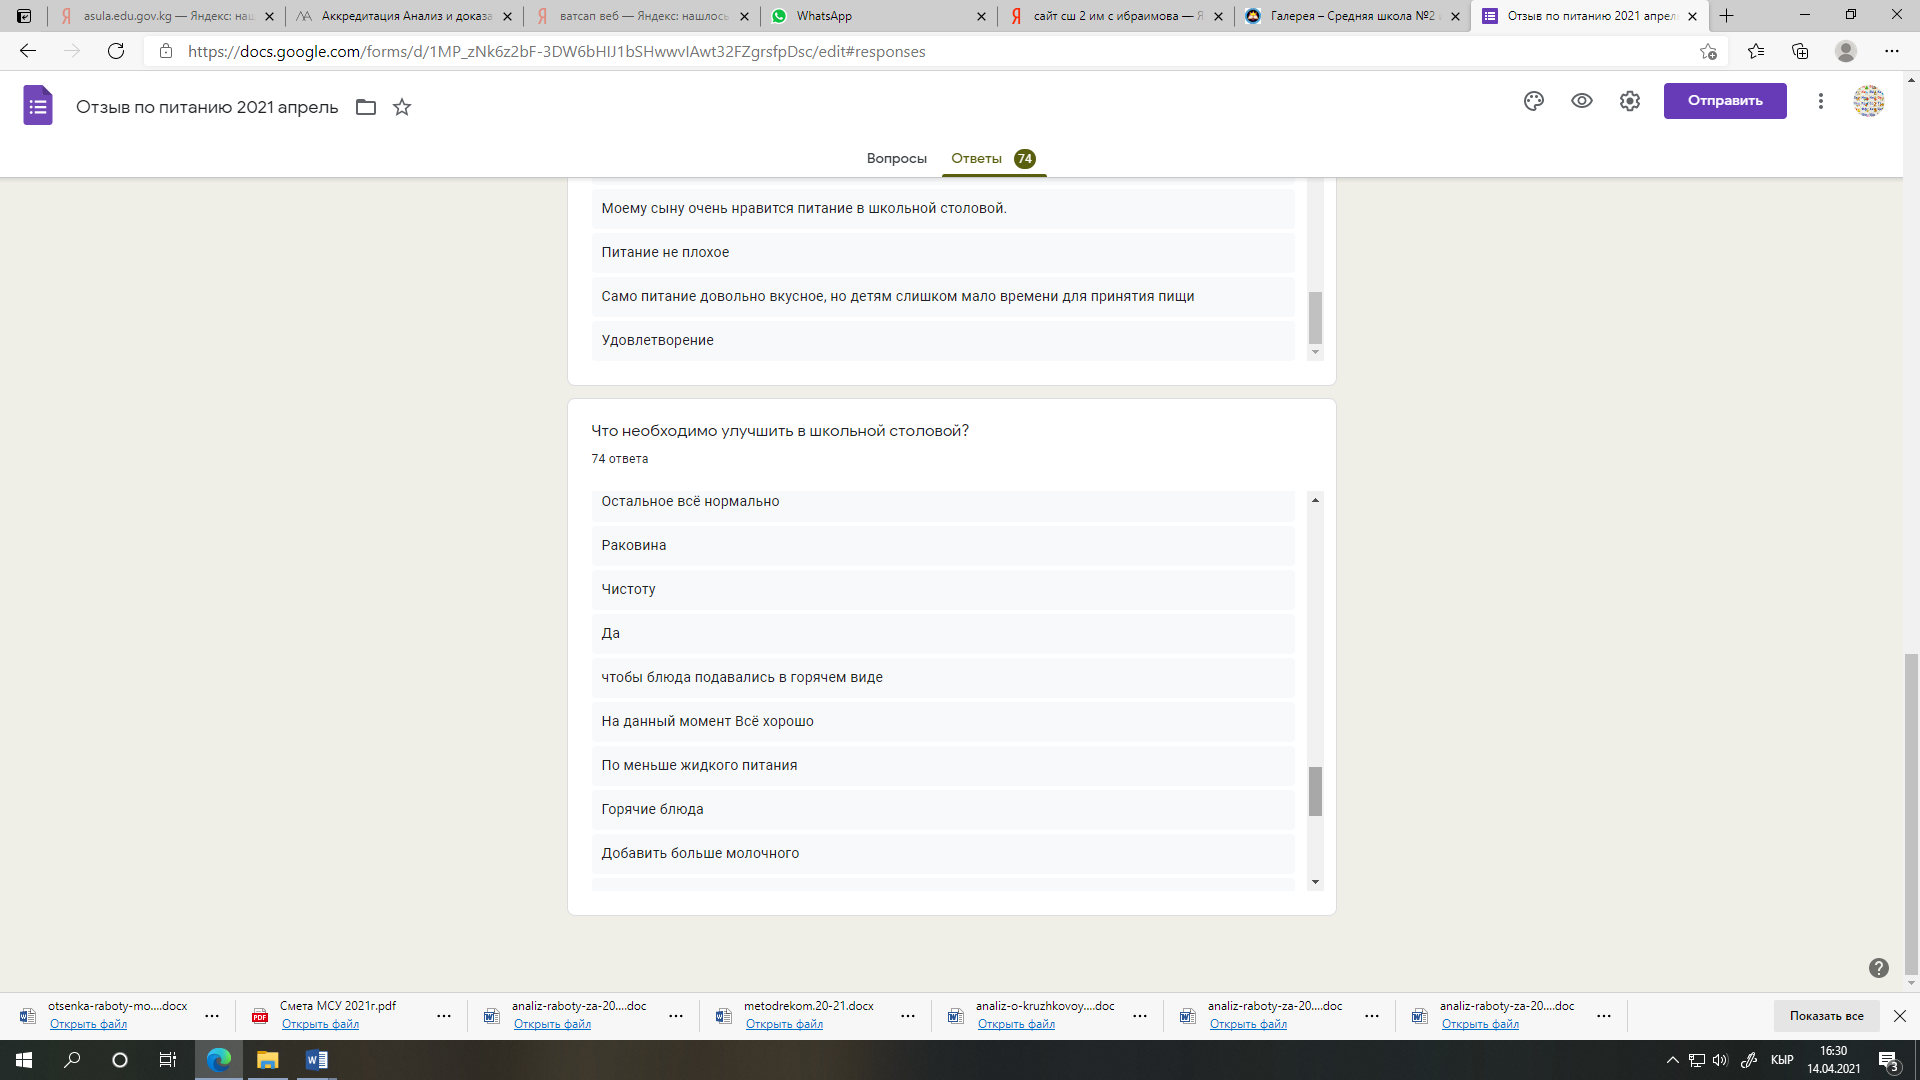 asula.edu.gov.kg — Яндекс: наш
Аккредитация Анализ и доказа
ватсап веб — Яндекс: нашлось
WhatsApp
сайт сш 2 им с ибраимова — Я
Галерея – Средняя школа №2
Отзыв по питанию 2021 апрел
https://docs.google.com/forms/d/1MP_zNk6z2bF-3DW6bHIJ1bSHwwvIAwt32FZgrsfpDsc/edit#responses
Отзыв по питанию 2021 апрель
Отправить
Вопросы
Ответы 74
Моему сыну очень нравится питание в школьной столовой.
Питание не плохое
Само питание довольно вкусное, но детям слишком мало времени для принятия пищи
Удовлетворение
Что необходимо улучшить в школьной столовой?
74 ответа
Остальное всё нормально
Раковина
Чистоту
Да
чтобы блюда подавались в горячем виде
На данный момент Всё хорошо
По меньше жидкого питания
Горячие блюда
Добавить больше молочного
otsenka-raboty-mo....docx
Открыть файл
Смета МСУ 2021г.pdf
Открыть файл
analiz-raboty-za-20....doc
Открыть файл
metodrekom.20-21.docx
Открыть файл
analiz-o-kruzhkovoy....doc
Открыть файл
analiz-raboty-za-20....doc
Открыть файл
analiz-raboty-za-20....doc
Открыть файл
Показать все
КЫР
16:30
14.04.2021
3